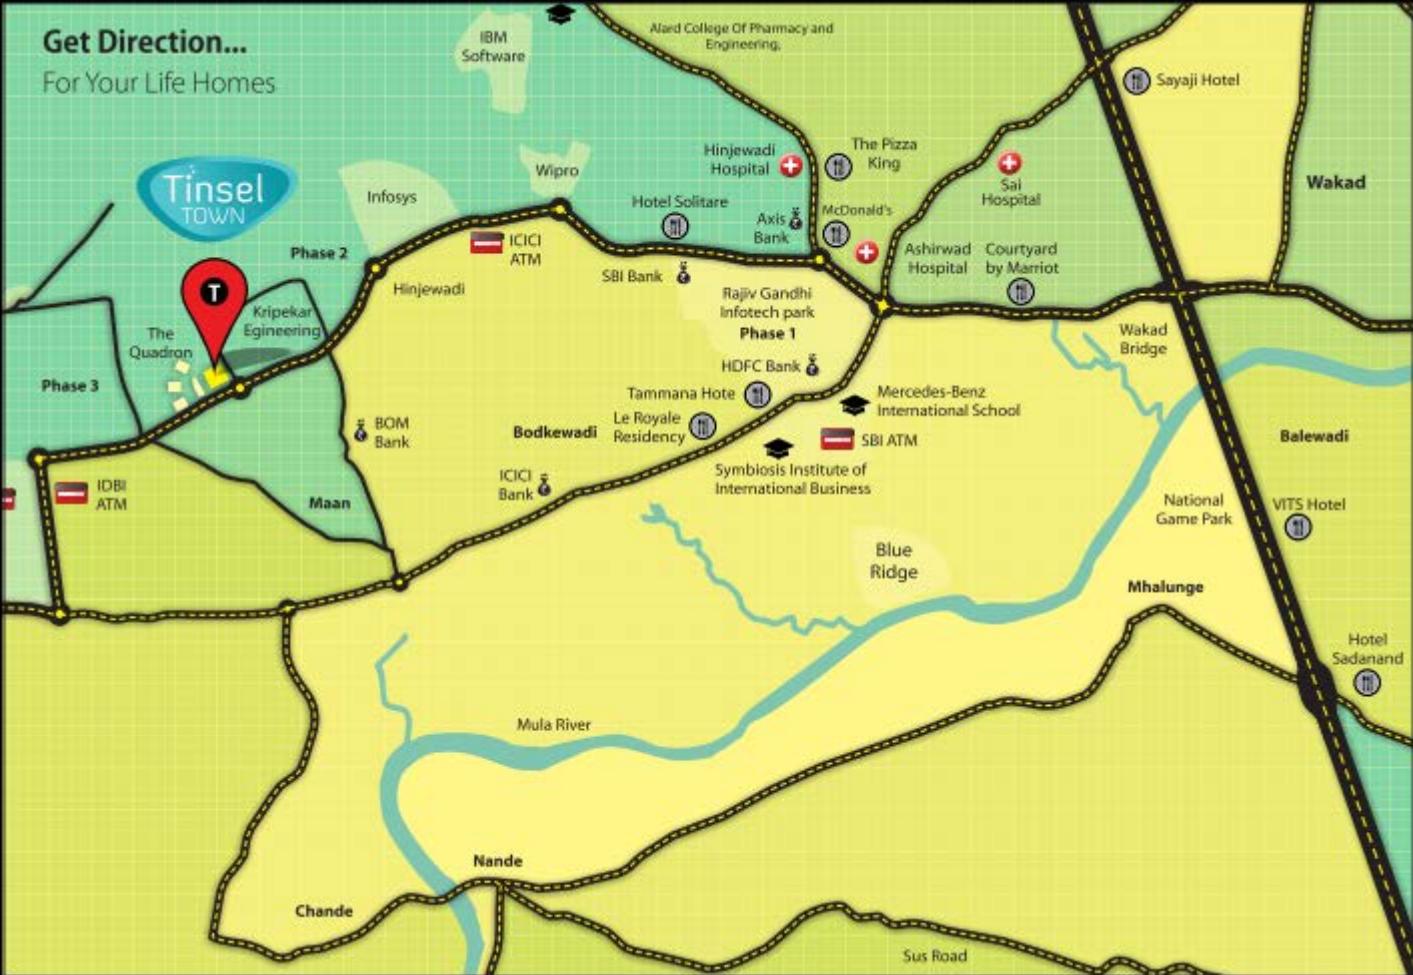 Get Direction...
For Your Life Homes
IBM
Software
Alard College Of Pharmacy and
Engineering,
Sayaji Hotel
Hinjewadi
Hospital
The Pizza
King
Wipro
Sai
Hospital
Wakad
Tinsel
TOWN
Infosys
Hotel Solitare
Axis
Bank
McDonald's
Phase 2
ICICI
ATM
Ashirwad
Hospital
Courtyard
by Marriot
SBI Bank
Hinjewadi
T
Rajiv Gandhi
Infotech park
Phase 1
Kripekar
Egineering
The
Quadron
Wakad
Bridge
HDFC Bank
Phase 3
Tammana Hote
Mercedes-Benz
International School
BOM
Bank
Bodkewadi
Le Royale
Residency
SBI ATM
Balewadi
Symbiosis Institute of
International Business
ICICI
Bank
IDBI
ATM
Maan
National
Game Park
VITS Hotel
Blue
Ridge
Mhalunge
Hotel
Sadanand
Mula River
Nande
Chande
Sus Road